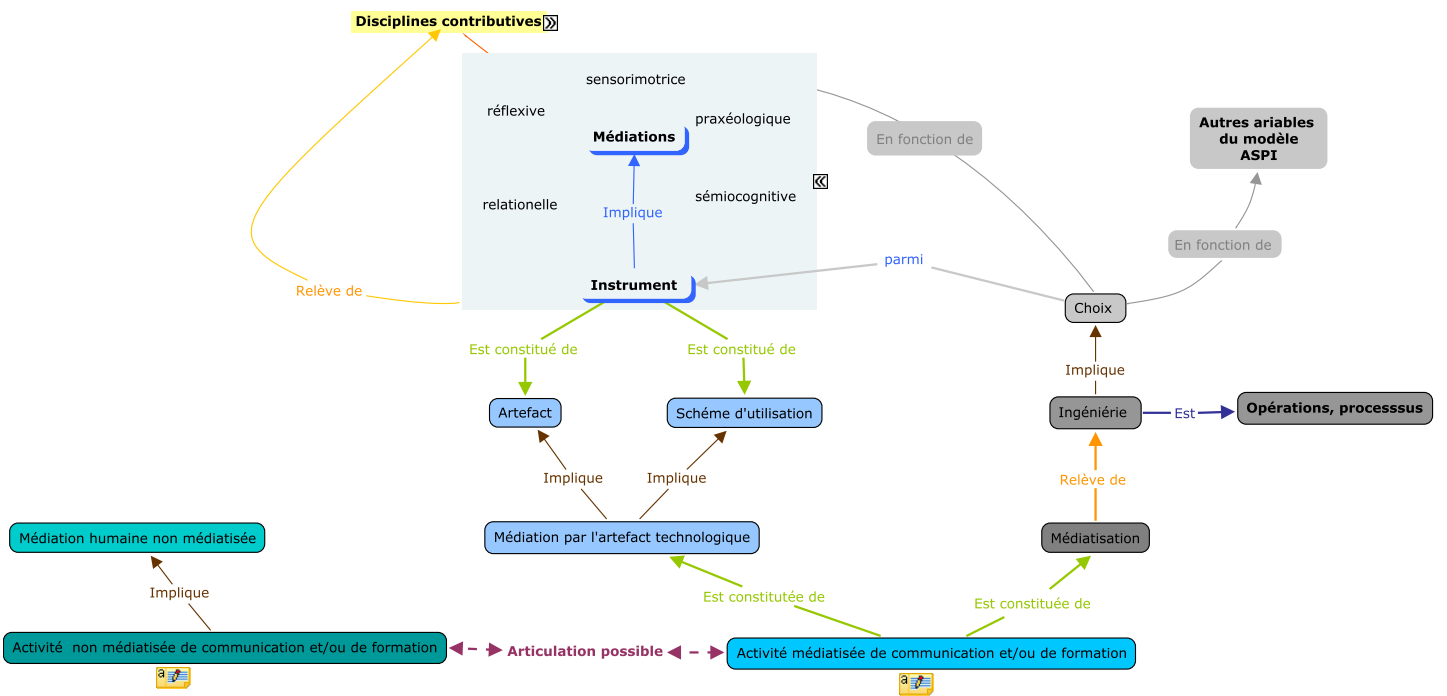 Disciplines contributives
sensorimotrice
réflexive
praxéologique
Médiations
En fonction de
Autres ariables
du modèle
ASPI
relationelle
Implique
sémiocognitive
En fonction de
parmi
Relève de
Instrument
Choix
Est constitué de
Est constitué de
Implique
Artefact
Schéme d'utilisation
Ingéniérie
Est
Opérations, processsus
Implique
Implique
Relève de
Médiation humaine non médiatisée
Médiation par l'artefact technologique
Médiatisation
Implique
Est constitutée de
Est constituée de
Activité  non médiatisée de communication et/ou de formation
Articulation possible
Activité médiatisée de communication et/ou de formation
a
a